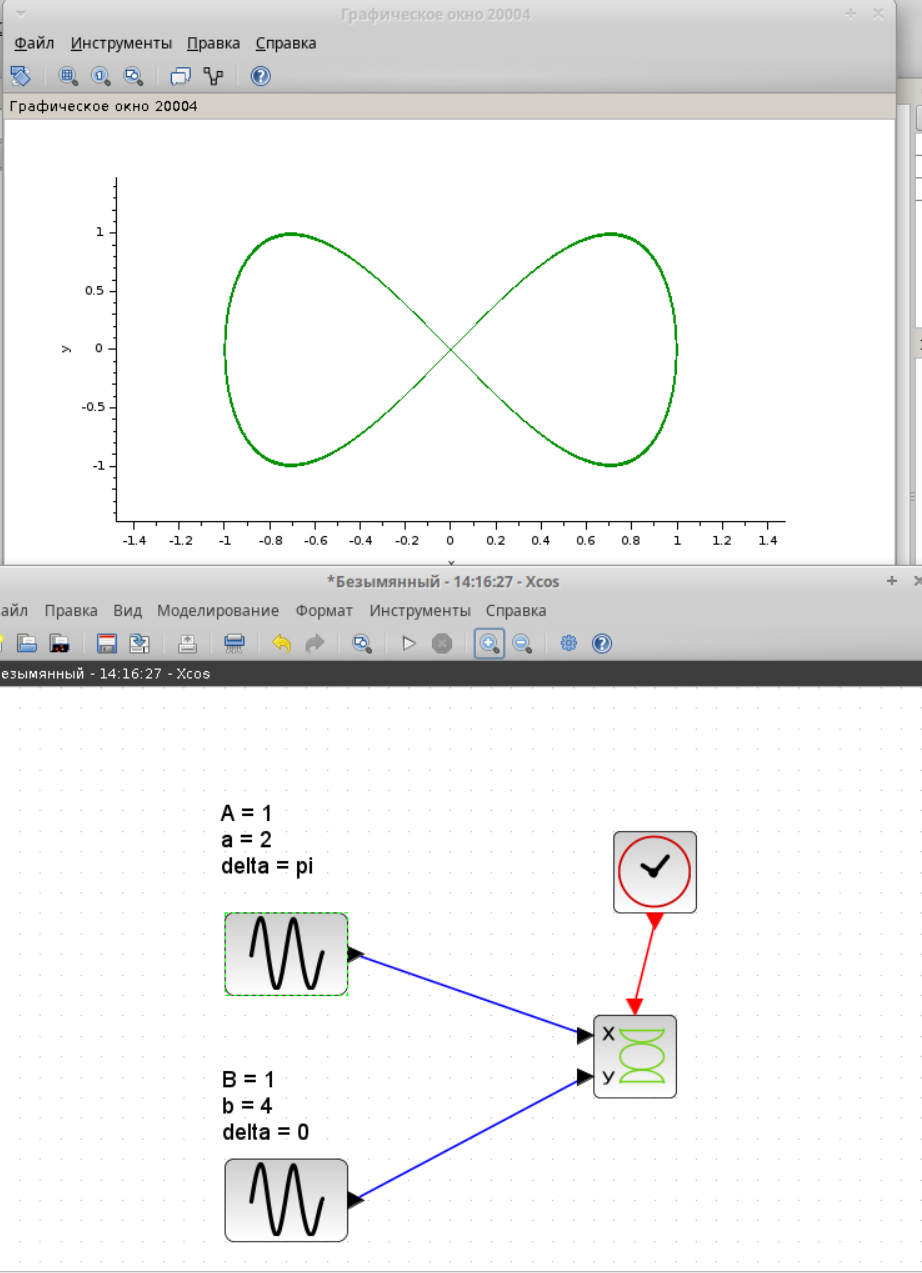 Графическое окно 20004
Файл Инструменты Правка Справка
Графическое окно 20004
1
0.5
y 0
-0.5
-1
-1.4 -1.2 -1 -0.8 -0.6 -0.4 -0.2 0 0.2 0.4 0.6 0.8 1 1.2 1.4
*Безымянный - 14:16:27 - Xcos
айл Правка Вид Моделирование Формат Инструменты Справка
езымянный - 14:16:27 - Xcos
A = 1
a = 2
delta = pi
X
y
B = 1
b = 4
delta = 0